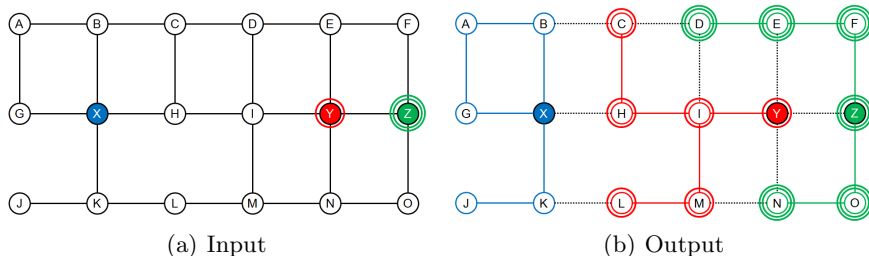 A B C D E F
G X H I Y Z
J K L M N O
(a) Input
A B C D E F
G X H I Y Z
J K L M N O
(b) Output